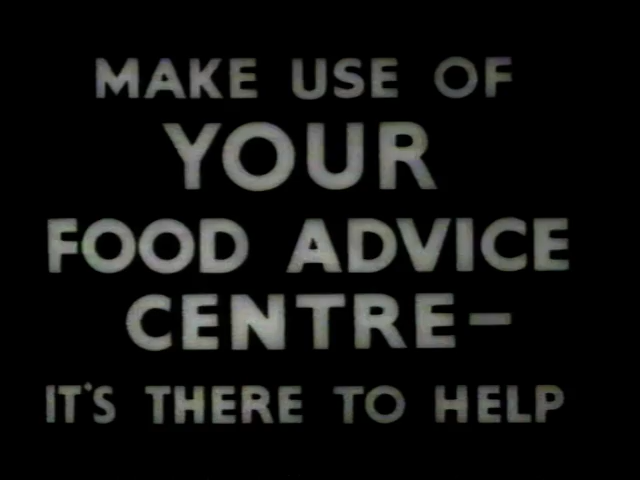 MAKE USE OF
YOUR
FOOD ADVICE
CENTRE—
IT'S THERE TO HELP